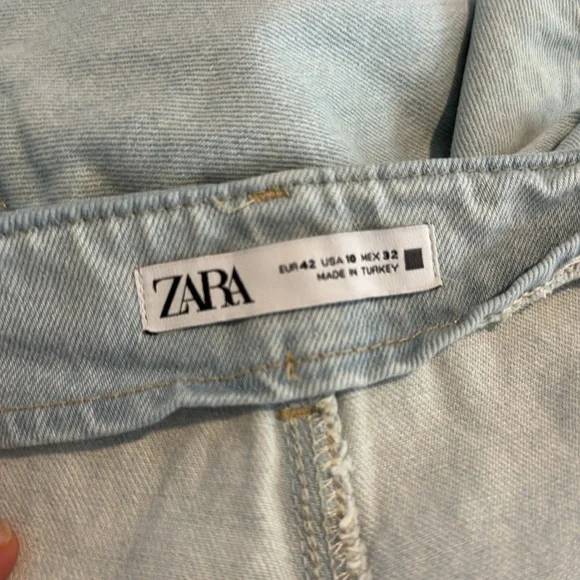 ZARA
EUR 42 USA 10 MEX 32
MADE IN TURKEY